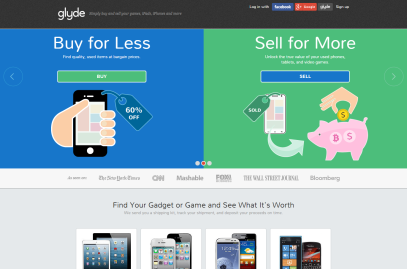 glyde
Simply buy and sell your games, iPads, iPhones and more.
Log in with facebook Google glyde Sign up
Buy for Less
Find quality, used items at bargain prices.
BUY
60%
OFF
Sell for More
Unlock the true value of your used phones,
tablets, and video games.
SELL
SOLD
$
B S
The New York Times CNN Mashable FOX THE WALL STREET JOURNAL Bloomberg
Find Your Gadget or Game and See What It's Worth
We send you a shipping kit, track your shipment, and deposit your proceeds on time.